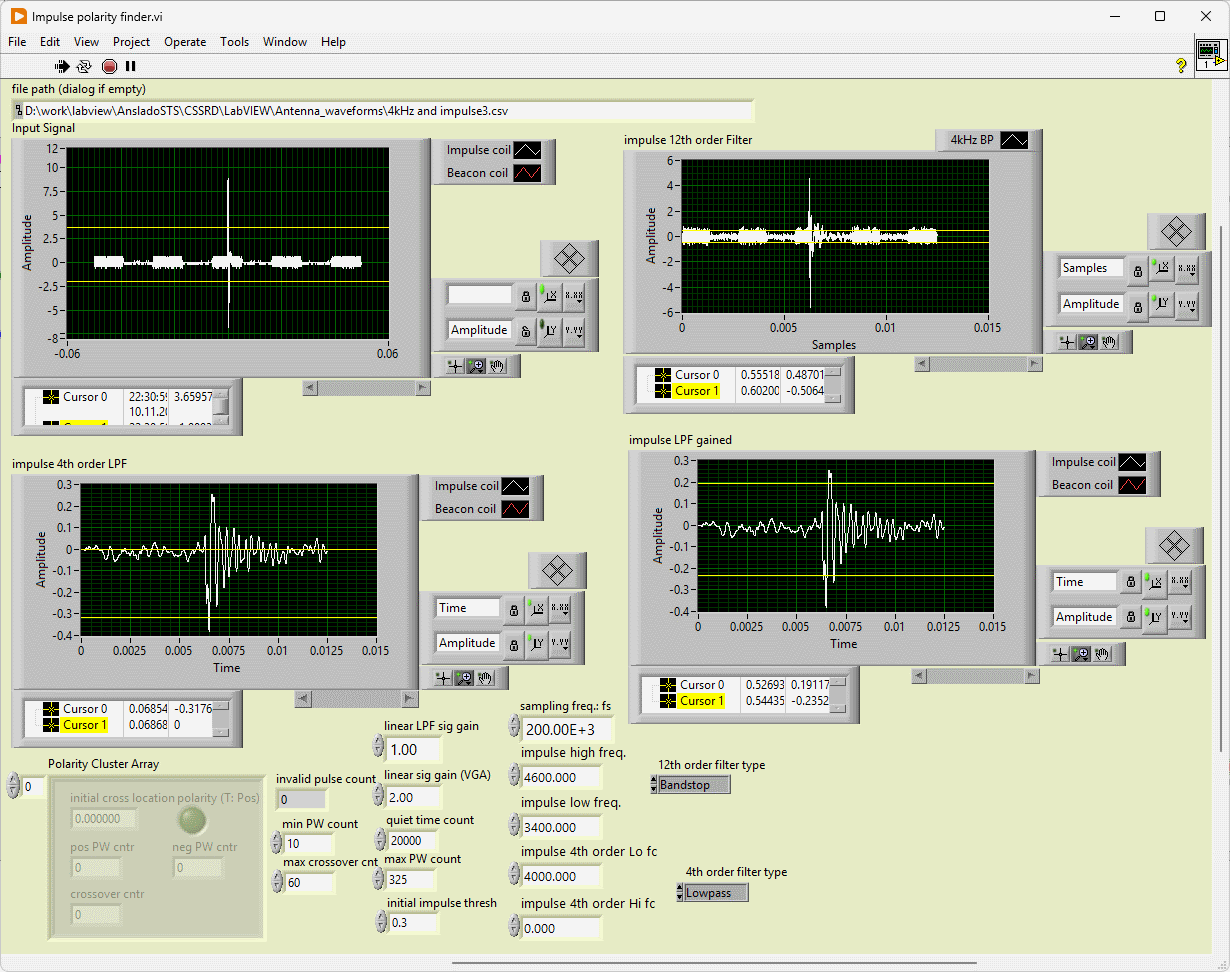 Impulse polarity finder.vi
File Edit View Project Operate Tools Window Help
file path (dialog if empty)
D:\work\labview\AnsladoSTS\CSSRD\LabVIEW\Antenna_waveforms\4kHz and impulse3.csv
Input Signal
Impulse coil
Beacon coil
Amplitude
12
10
7.5
5
2.5
0
-2.5
-5
-8
-0.06 0.06
Amplitude
Cursor 0 22:30:59 3.65957
10.11.20
impulse 12th order Filter
4kHz BP
Amplitude
6
4
2
0
-2
-4
-6
0 0.005 0.01 0.015
Samples
Samples
Amplitude
Cursor 0 0.55518 0.48701
Cursor 1 0.60200 -0.5064
impulse 4th order LPF
Impulse coil
Beacon coil
Amplitude
0.3
0.2
0.1
0
-0.1
-0.2
-0.3
-0.4
0 0.0025 0.005 0.0075 0.01 0.0125 0.015
Time
Time
Amplitude
Cursor 0 0.06854 -0.3176
Cursor 1 0.06868 0
impulse LPF gained
Impulse coil
Beacon coil
Amplitude
0.3
0.2
0.1
0
-0.1
-0.2
-0.3
-0.4
0 0.0025 0.005 0.0075 0.01 0.0125 0.015
Time
Time
Amplitude
Cursor 0 0.52693 0.19117
Cursor 1 0.54435 -0.2352
Polarity Cluster Array
0
initial cross location polarity (T: Pos)
0.000000
pos PW cntr neg PW cntr
0 0
crossover cntr
0
invalid pulse count
0
min PW count
10
max crossover cnt
60
linear LPF sig gain
1.00
linear sig gain (VGA)
2.00
quiet time count
20000
max PW count
325
initial impulse thresh
0.3
sampling freq.: fs
200.00E+3
impulse high freq.
4600.000
impulse low freq.
3400.000
impulse 4th order Lo fc
4000.000
impulse 4th order Hi fc
0.000
12th order filter type
Bandstop
4th order filter type
Lowpass